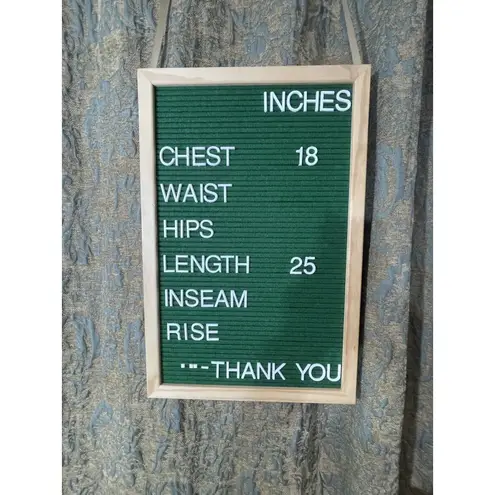 INCHES
CHEST 18
WAIST
HIPS
LENGTH 25
INSEAM
RISE
."-THANK YOU